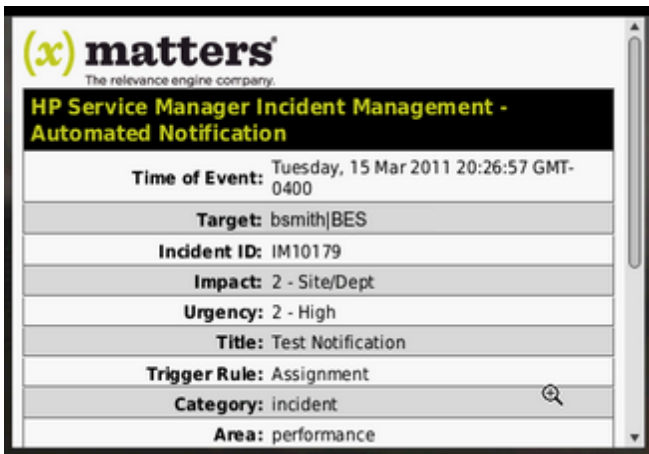 (x) matters
The relevance engine company.
HP Service Manager Incident Management -
Automated Notification
Time of Event: Tuesday, 15 Mar 2011 20:26:57 GMT-
0400
Target: bsmith|BES
Incident ID: IM10179
Impact: 2 - Site/Dept
Urgency: 2 - High
Title: Test Notification
Trigger Rule: Assignment
Category: incident
Area: performance